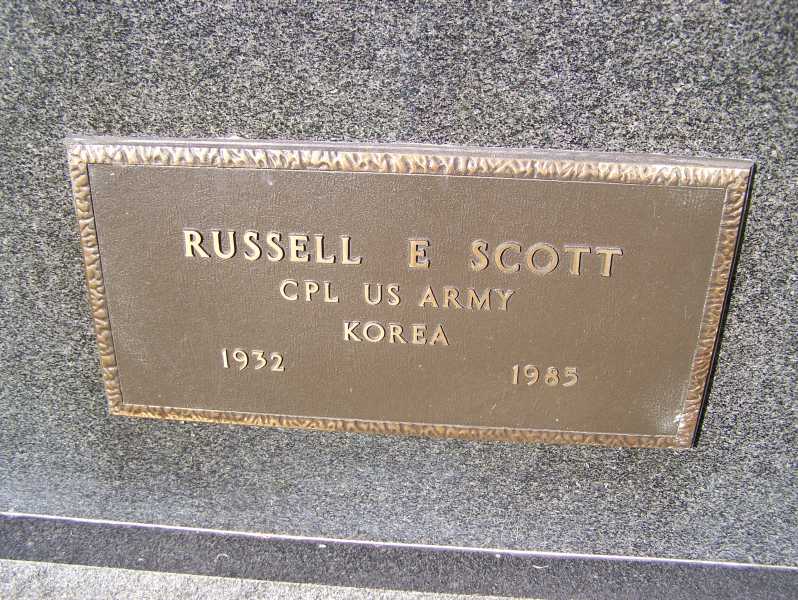 RUSSELL E SCOTT
CPL US ARMY
KOREA
1932 1985